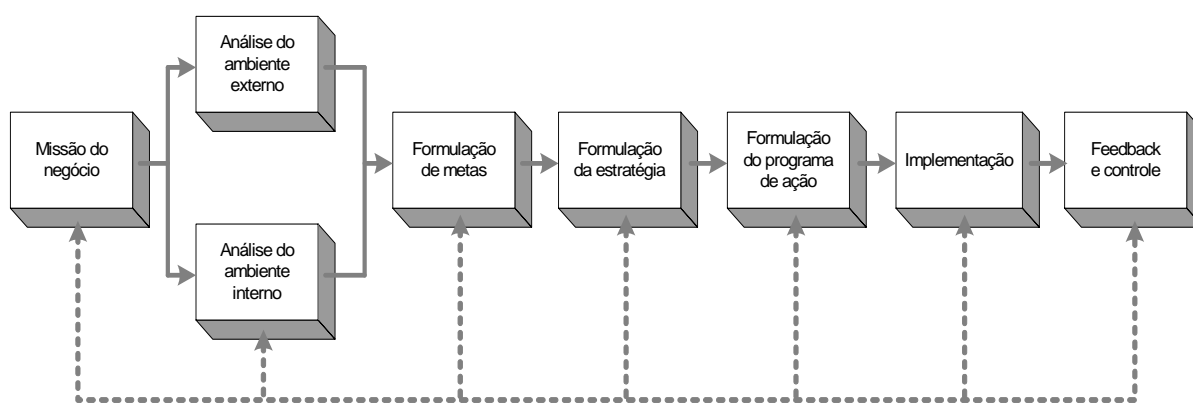 Missão do
negócio
Análise do
ambiente
externo
Análise do
ambiente
interno
Formulação
de metas
Formulação
da estratégia
Formulação
do programa
de ação
Implementação
Feedback
e controle